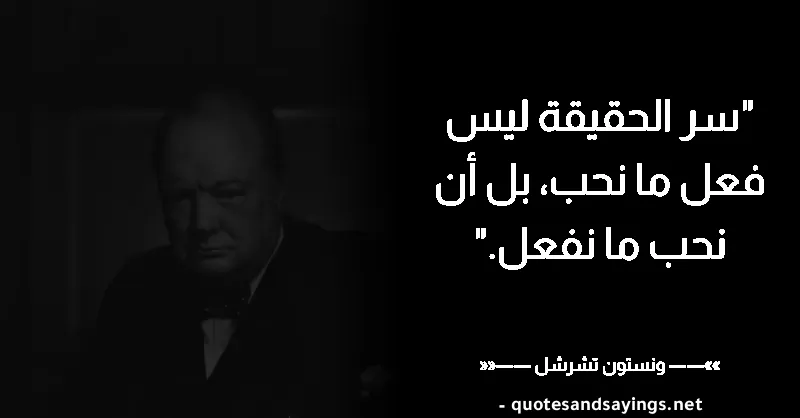 "سر الحقيقة ليس
فعل ما نحب، بل أن
نحب ما نفعل."
»——— ونستون تشرشل ———«
- quotesandsayings.net